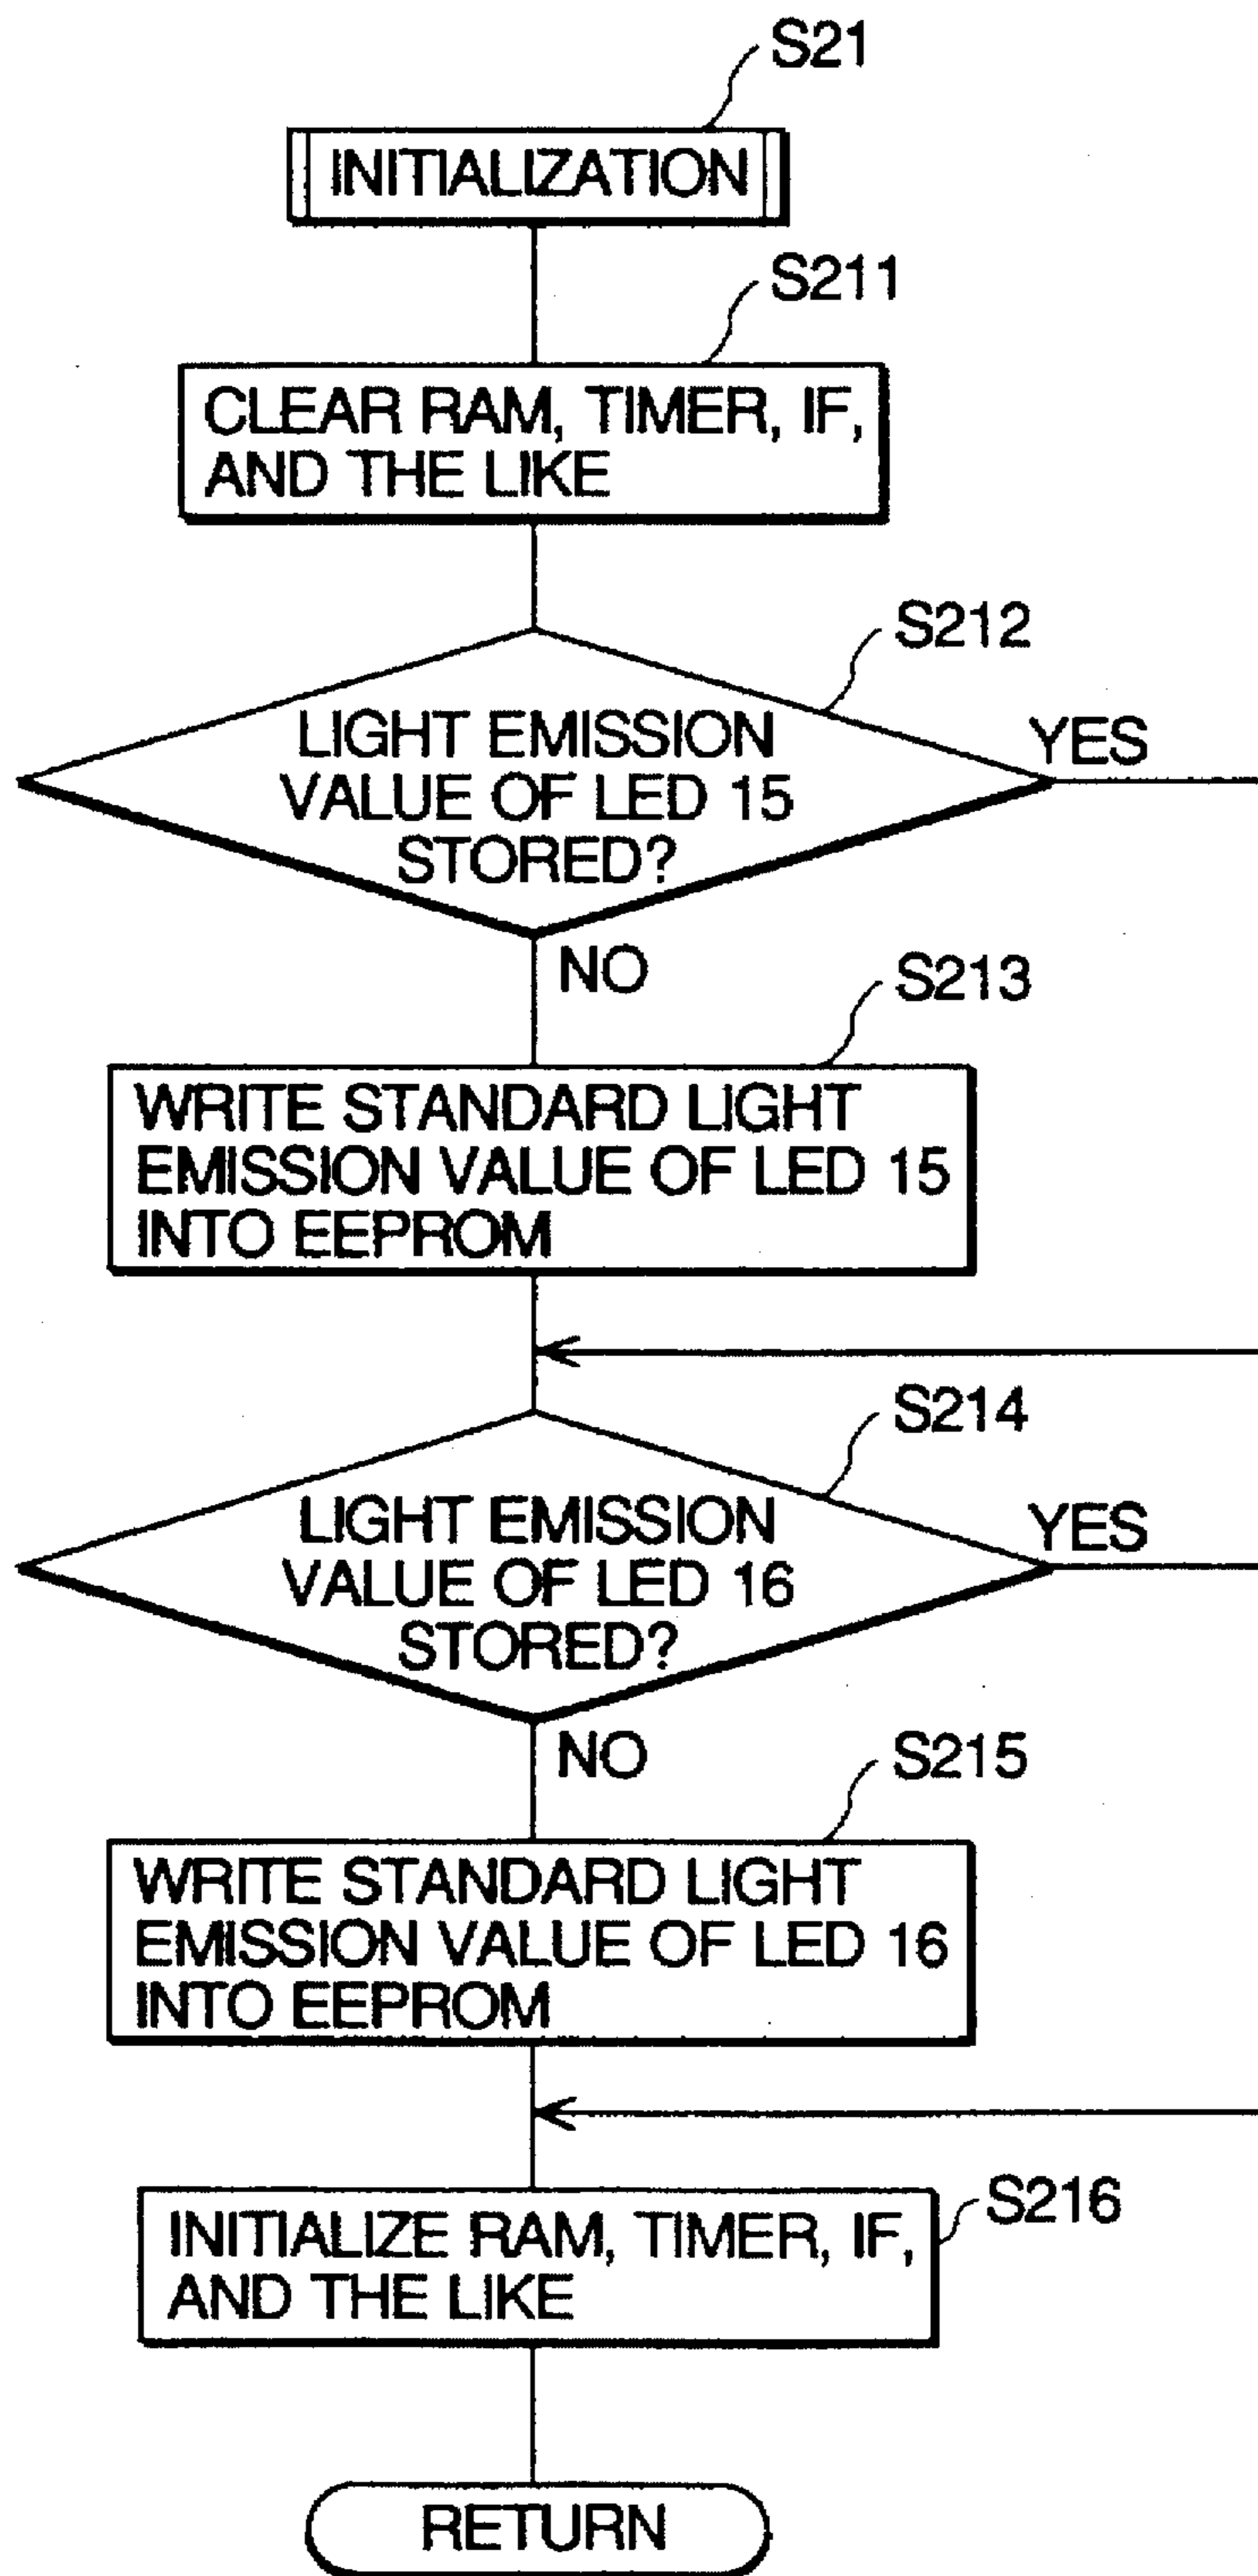 S21
INITIALIZATION
S211
CLEAR RAM, TIMER, IF,
AND THE LIKE
S212
LIGHT EMISSION
VALUE OF LED 15
STORED?
YES
NO
S213
WRITE STANDARD LIGHT
EMISSION VALUE OF LED 15
INTO EEPROM
S214
LIGHT EMISSION
VALUE OF LED 16
STORED?
YES
NO
S215
WRITE STANDARD LIGHT
EMISSION VALUE OF LED 16
INTO EEPROM
S216
INITIALIZE RAM, TIMER, IF,
AND THE LIKE
RETURN